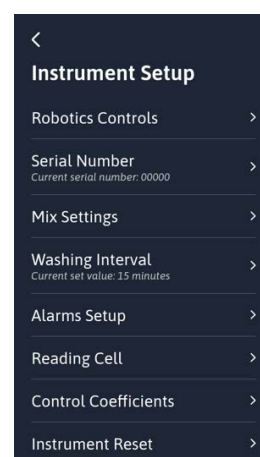 Instrument Setup
Robotics Controls
Serial Number
Current serial number: 00000
Mix Settings
Washing Interval
Current set value: 15 minutes
Alarms Setup
Reading Cell
Control Coefficients
Instrument Reset